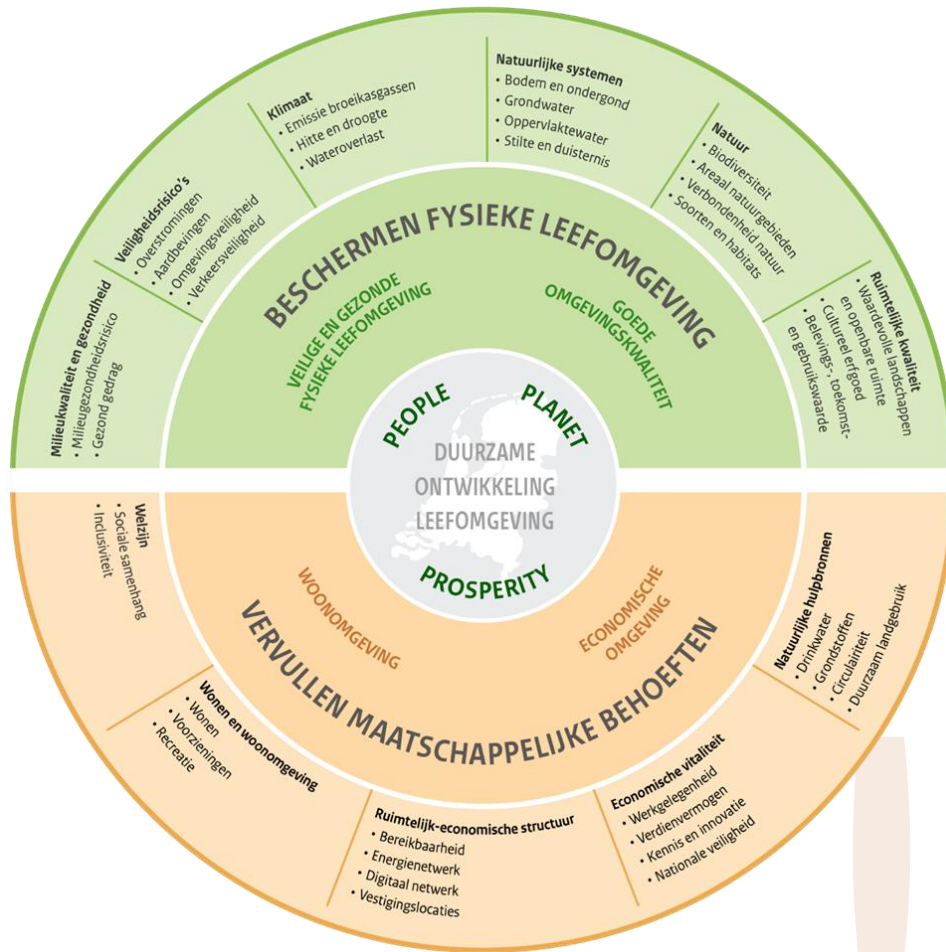 Milieukwaliteit en gezondheid
• Milieugezondheidsrisico
• Gezond gedrag
Veiligheidsrisico's
• Overstromingen
• Aardbevingen
• Omgevingsveiligheid
• Verkeersveiligheid
Klimaat
• Emissie broeikasgassen
• Hitte en droogte
• Wateroverlast
Natuurlijke systemen
• Bodem en ondergond
• Grondwater
• Oppervlaktewater
• Stilte en duisternis
Natuur
• Biodiversiteit
• Areaal natuurgebieden
• Verbondenheid natuur
• Soorten en habitats
Ruimtelijke kwaliteit
• Waardevolle landschappen
en openbare ruimte
• Cultureel erfgoed
• Belevings-, toekomst-
en gebruikswaarde
BESCHERMEN FYSIEKE LEEFOMGEVING
VEILIGE EN GEZONDE
FYSIEKE LEEFOMGEVING
GOEDE
OMGEVINGSKWALITEIT
PEOPLE
PLANET
DUURZAME
ONTWIKKELING
LEEFOMGEVING
PROSPERITY
WOONOMGEVING
ECONOMISCHE
OMGEVING
VERVULLEN MAATSCHAPPELIJKE BEHOEFTEN
Welzijn
• Sociale samenhang
• Inclusiviteit
Wonen en woonomgeving
• Wonen
• Voorzieningen
• Recreatie
Ruimtelijk-economische structuur
• Bereikbaarheid
• Energienetwerk
• Digitaal netwerk
• Vestigingslocaties
Economische vitaliteit
• Werkgelegenheid
• Verdienvermogen
• Kennis en innovatie
• Nationale veiligheid
Natuurlijke hulpbronnen
• Drinkwater
• Grondstoffen
• Circulairiteit
• Duurzaam landgebruik